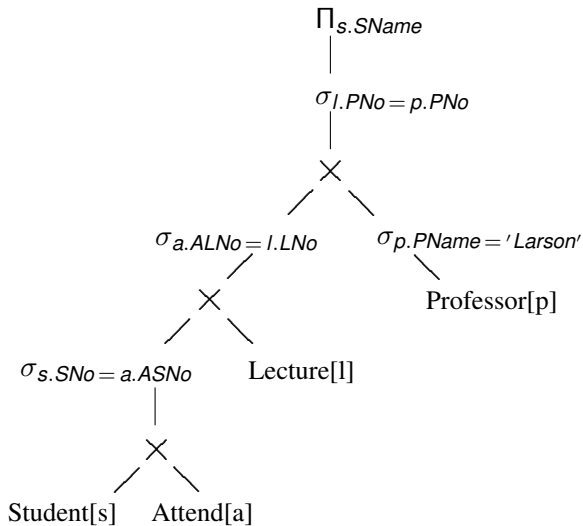 Π s.SName
σ l.PNo = p.PNo
×
σ a.ALNo = l.LNo σ p.PName = ' Larson'
× Professor[p]
σ s.SNo = a.ASNo Lecture[l]
×
Student[s] Attend[a]